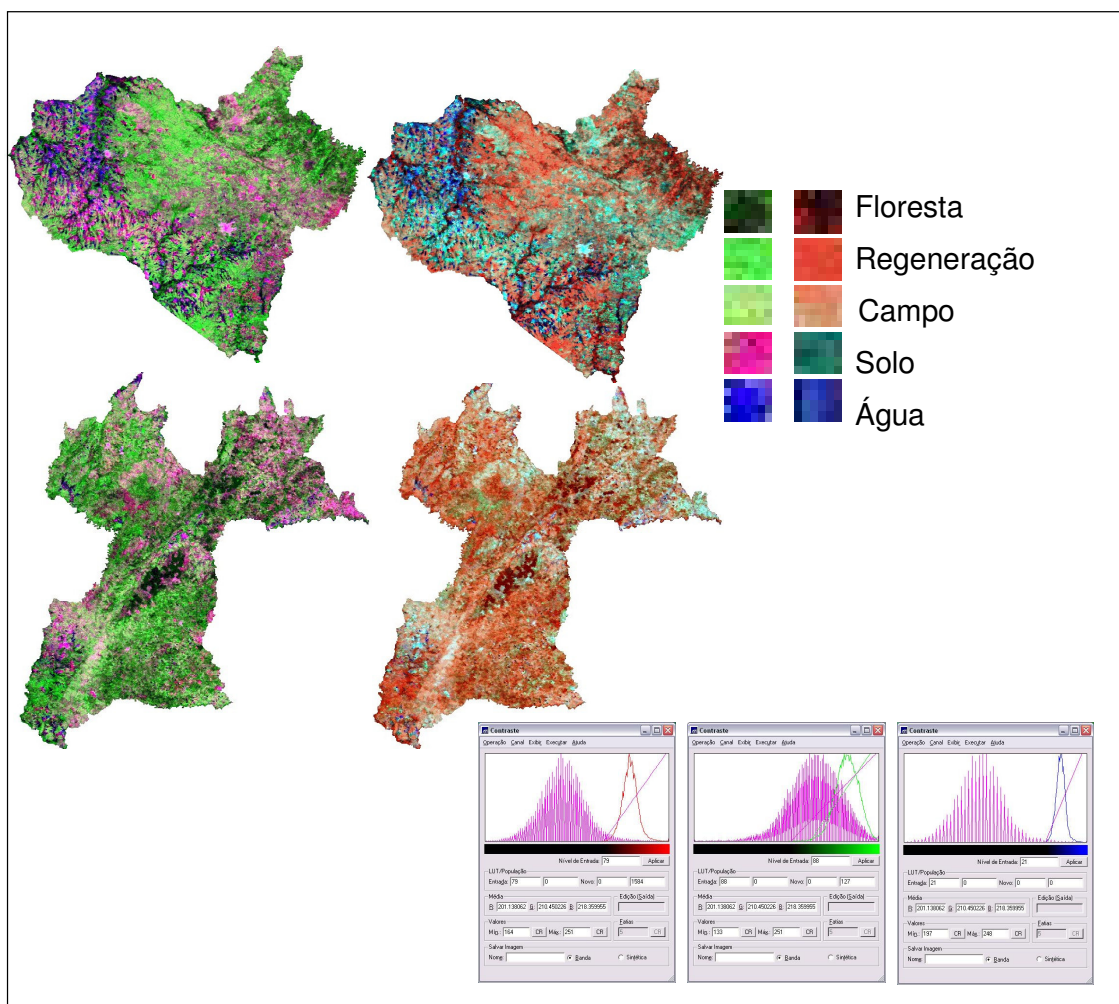 Floresta
Regeneração
Campo
Solo
Água
Contraste
Operação Canal Exibir Executar Ajuda
Nível de Entrada: 79 Aplicar
LUT/População
Entrada: 79 0 Novo: 0 1584
Média Edição (Saída)
R: 201.138062 G: 210.450226 B: 218.359955
Valores Fatias
Mín.: 164 CR Máx.: 251 CR 5 CR
Salvar Imagem
Nome: Banda Sintética
Contraste
Operação Canal Exibir Executar Ajuda
Nível de Entrada: 88 Aplicar
LUT/População
Entrada: 88 0 Novo: 0 127
Média Edição (Saída)
R: 201.138062 G: 210.450226 B: 218.359955
Valores Fatias
Mín.: 133 CR Máx.: 251 CR 5 CR
Salvar Imagem
Nome: Banda Sintética
Contraste
Operação Canal Exibir Executar Ajuda
Nível de Entrada: 21 Aplicar
LUT/População
Entrada: 21 0 Novo: 0 0
Média Edição (Saída)
R: 201.138062 G: 210.450226 B: 218.359955
Valores Fatias
Mín.: 197 CR Máx.: 248 CR 5 CR
Salvar Imagem
Nome: Banda Sintética